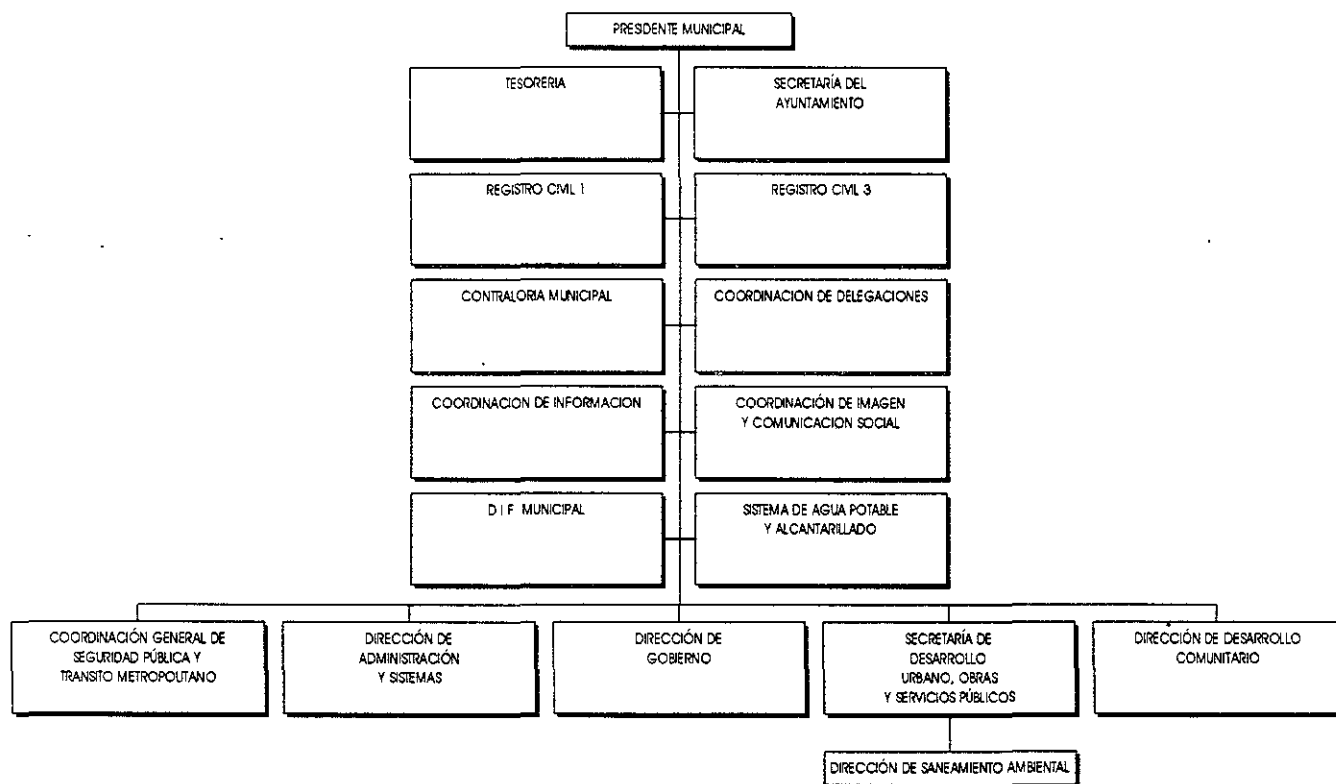 PRESIDENTE MUNICIPAL
TESORERIA
SECRETARÍA DEL
AYUNTAMIENTO
REGISTRO CIVIL 1
REGISTRO CIVIL 3
CONTRALORIA MUNICIPAL
COORDINACION DE DELEGACIONES
COORDINACION DE INFORMACION
COORDINACIÓN DE IMAGEN
Y COMUNICACION SOCIAL
D I F MUNICIPAL
SISTEMA DE AGUA POTABLE
Y ALCANTARILLADO
COORDINACIÓN GENERAL DE
SEGURIDAD PÚBLICA Y
TRANSITO METROPOLITANO
DIRECCIÓN DE
ADMINISTRACIÓN
Y SISTEMAS
DIRECCIÓN DE
GOBIERNO
SECRETARÍA DE
DESARROLLO
URBANO, OBRAS
Y SERVICIOS PÚBLICOS
DIRECCIÓN DE DESARROLLO
COMUNITARIO
DIRECCIÓN DE SANEAMIENTO AMBIENTAL